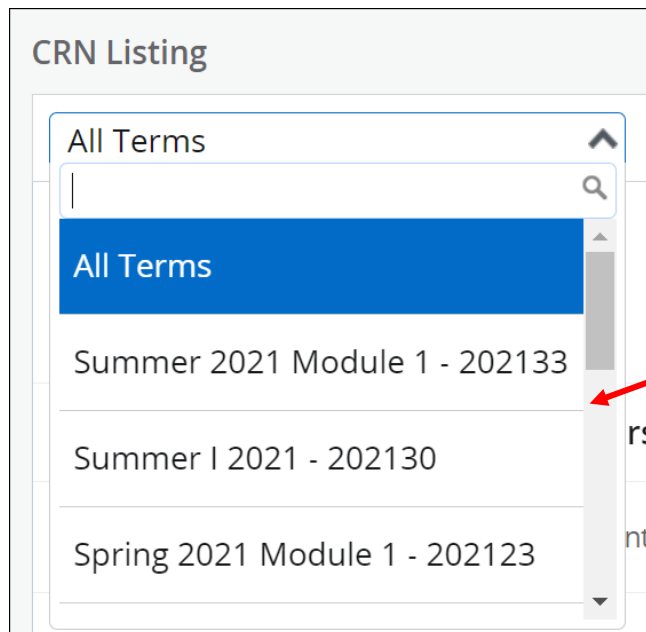 CRN Listing
All Terms
All Terms
Summer 2021 Module 1 - 202133
Summer I 2021 - 202130
Spring 2021 Module 1 - 202123